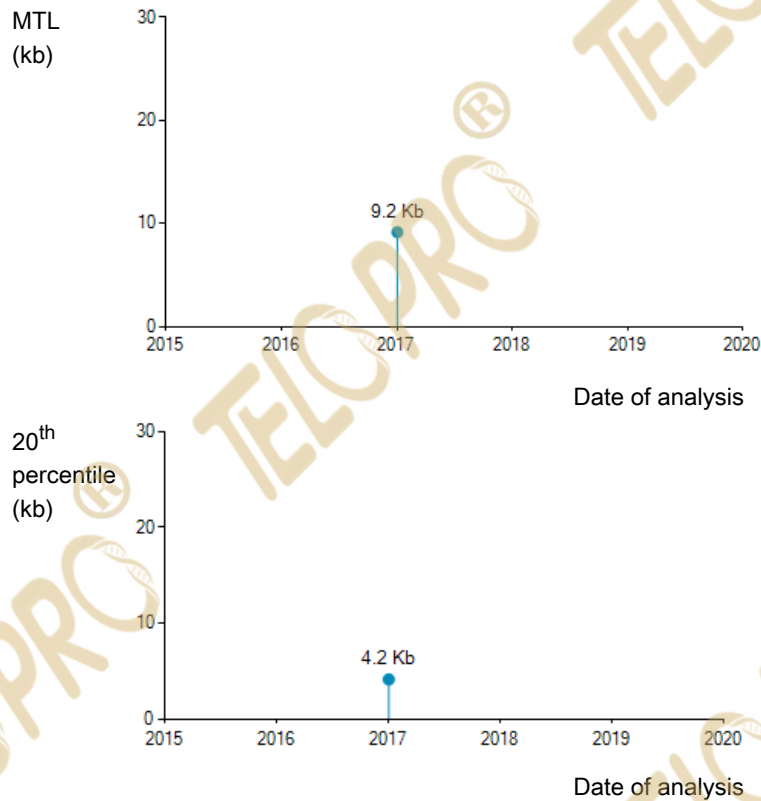 MTL
(kb)
30
20
10
0
9.2 Kb
2015 2016 2017 2018 2019 2020
Date of analysis
20th
percentile
(kb)
30
20
10
0
4.2 Kb
2015 2016 2017 2018 2019 2020
Date of analysis
TELOPRO®